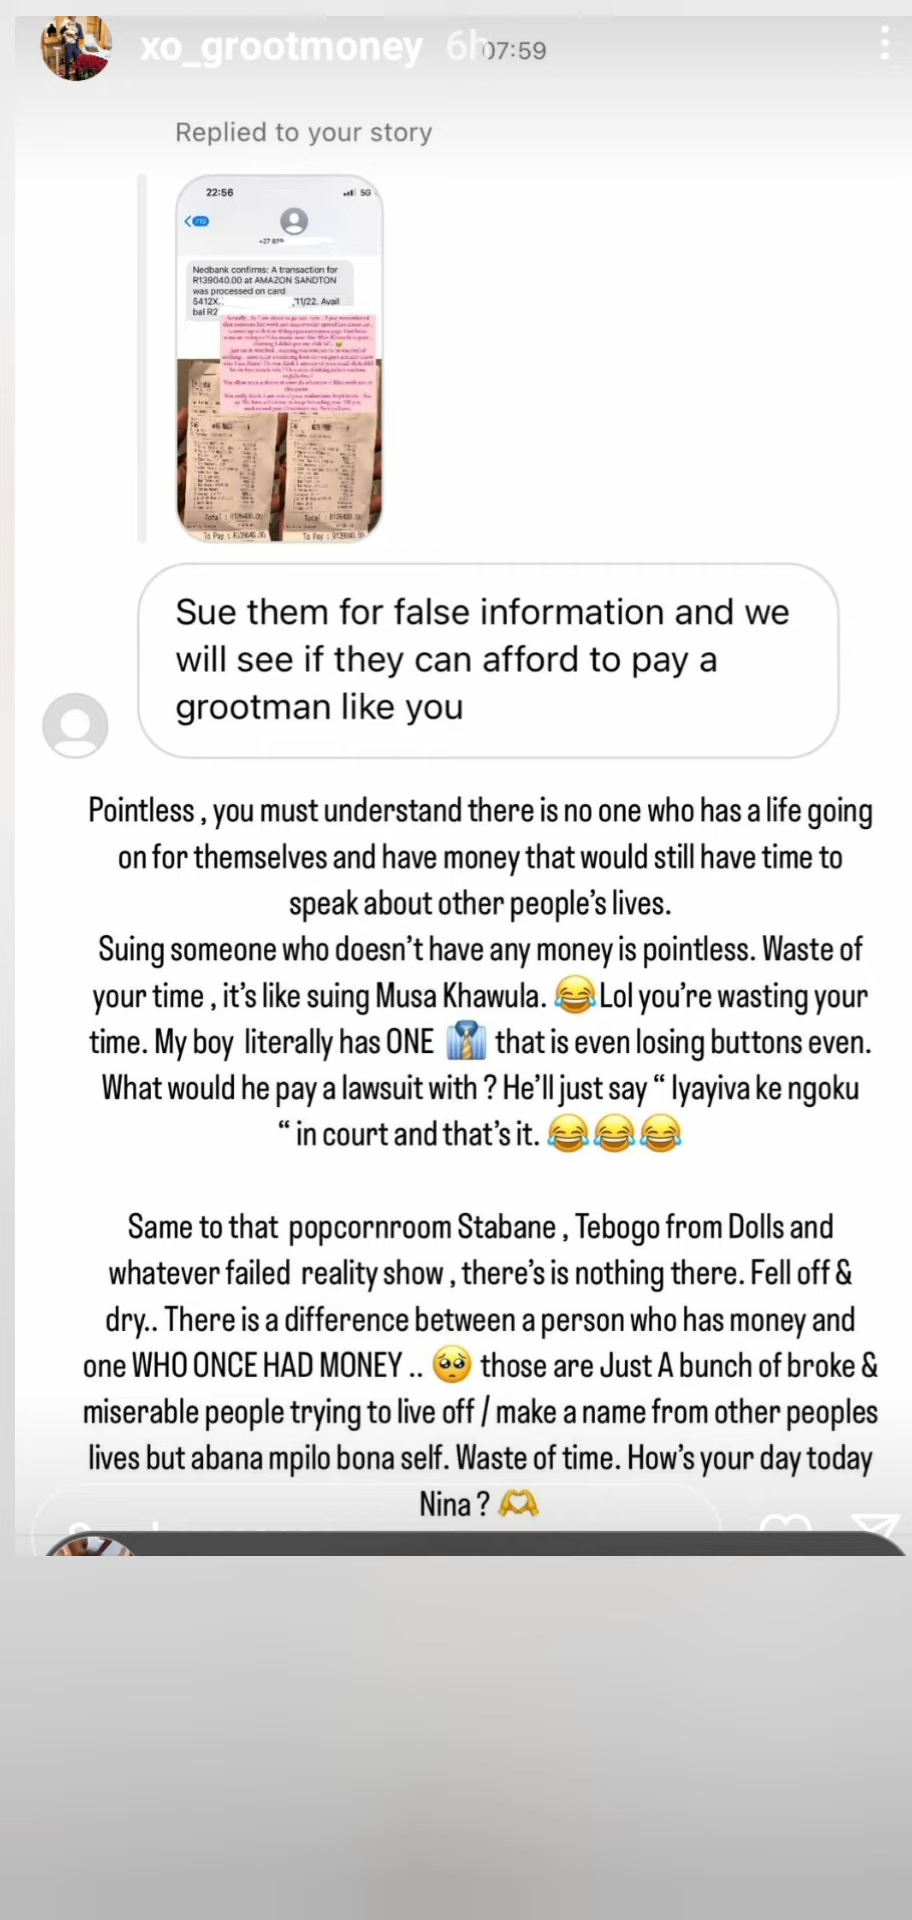 xo_grootmoney 6h 07:59
Replied to your story
22:56
5G
719
Nedbank confirms: A transaction for
R139040.00 at AMAZON SANDTON
was processed on card
5412X. 11/22. Avail
bal R2
Total : R126400.00
Total : R126400.00
To Pay : R139040.00
To Pay : R139040.00
Sue them for false information and we
will see if they can afford to pay a
grootman like you
Pointless , you must understand there is no one who has a life going
on for themselves and have money that would still have time to
speak about other people's lives.
Suing someone who doesn't have any money is pointless. Waste of
your time , it's like suing Musa Khawula. 😂 Lol you're wasting your
time. My boy literally has ONE 👔 that is even losing buttons even.
What would he pay a lawsuit with ? He'll just say “ Iyayiva ke ngoku
“ in court and that's it. 😂😂😂
Same to that popcornroom Stabane , Tebogo from Dolls and
whatever failed reality show , there's is nothing there. Fell off &
dry.. There is a difference between a person who has money and
one WHO ONCE HAD MONEY .. 🥺 those are Just A bunch of broke &
miserable people trying to live off / make a name from other peoples
lives but abana mpilo bona self. Waste of time. How's your day today
Nina ? 🫶